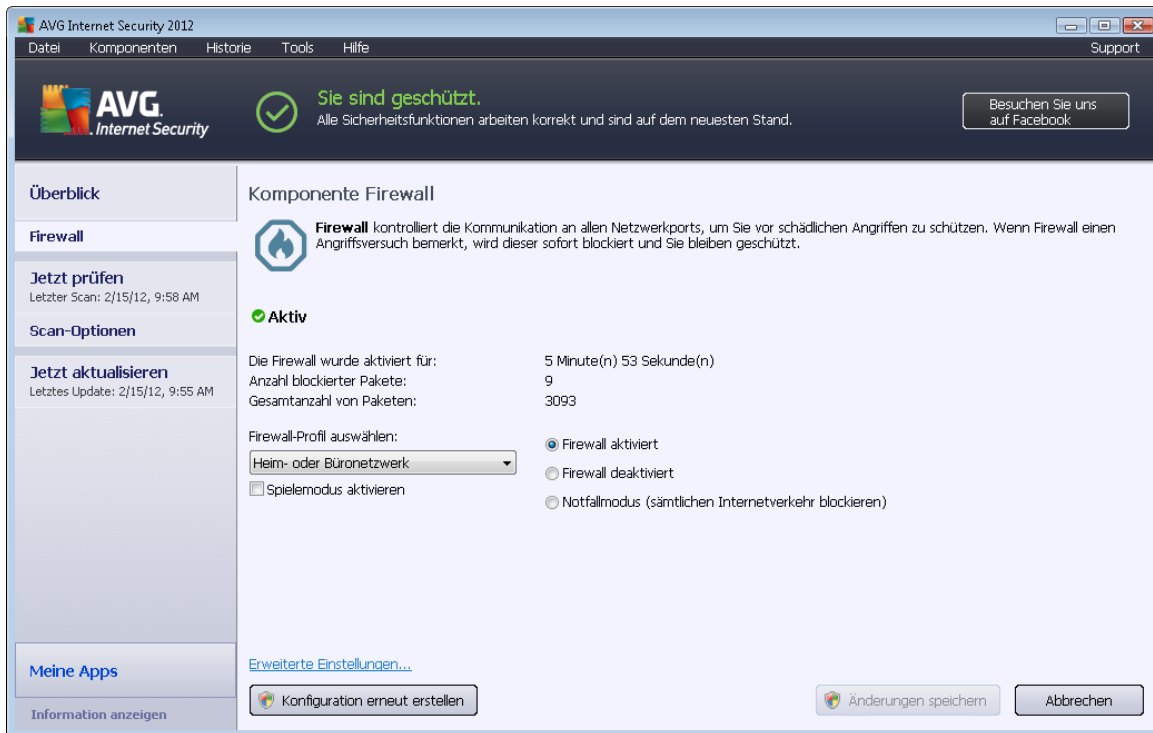 AVG Internet Security 2012
Datei Komponenten Historie Tools Hilfe Support
AVG.
Internet Security
Sie sind geschützt.
Alle Sicherheitsfunktionen arbeiten korrekt und sind auf dem neuesten Stand.
Besuchen Sie uns
auf Facebook
Überblick
Firewall
Jetzt prüfen
Letzter Scan: 2/15/12, 9:58 AM
Scan-Optionen
Jetzt aktualisieren
Letztes Update: 2/15/12, 9:55 AM
Meine Apps
Information anzeigen
Komponente Firewall
Firewall kontrolliert die Kommunikation an allen Netzwerkports, um Sie vor schädlichen Angriffen zu schützen. Wenn Firewall einen
Angriffsversuch bemerkt, wird dieser sofort blockiert und Sie bleiben geschützt.
Aktiv
Die Firewall wurde aktiviert für: 5 Minute(n) 53 Sekunde(n)
Anzahl blockierter Pakete: 9
Gesamtanzahl von Paketen: 3093
Firewall-Profil auswählen:
Heim- oder Büronetzwerk
Spielemodus aktivieren
Firewall aktiviert
Firewall deaktiviert
Notfallmodus (sämtlichen Internetverkehr blockieren)
Erweiterte Einstellungen...
Konfiguration erneut erstellen
Änderungen speichern
Abbrechen